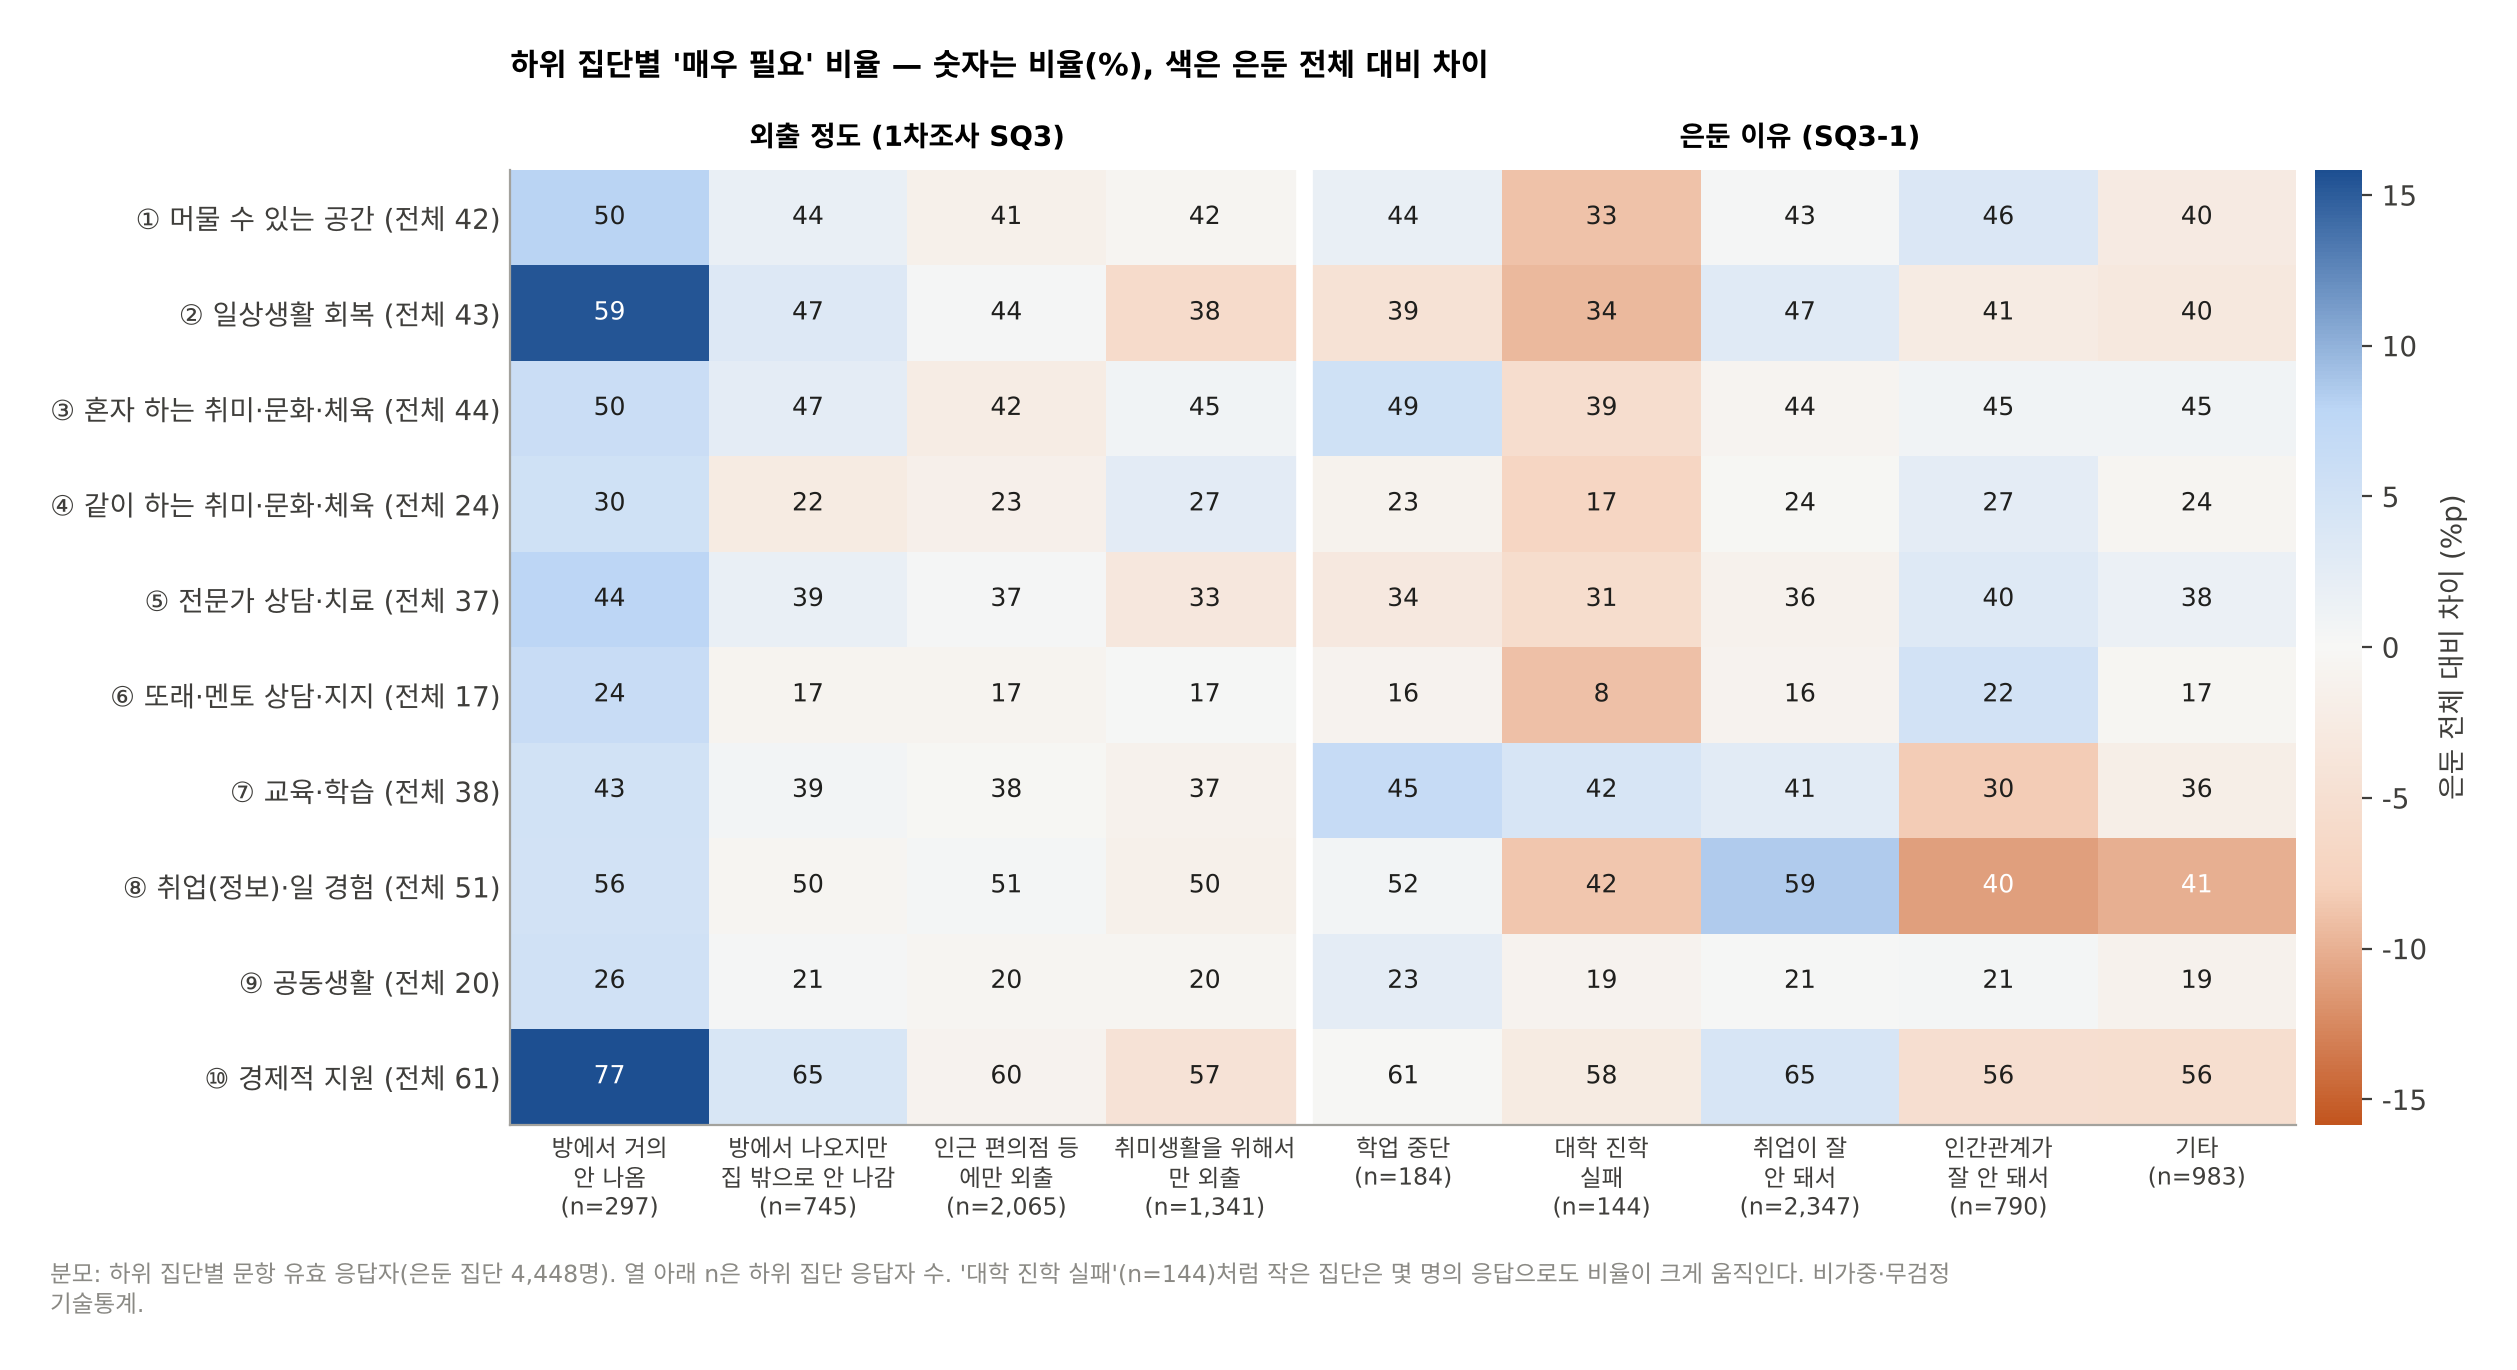 하위 집단별 '매우 필요' 비율 — 숫자는 비율(%), 색은 은둔 전체 대비 차이
외출 정도 (1차조사 SQ3)
은둔 이유 (SQ3-1)
① 머물 수 있는 공간 (전체 42) 50 44 41 42 44 33 43 46 40
② 일상생활 회복 (전체 43) 59 47 44 38 39 34 47 41 40
③ 혼자 하는 취미·문화·체육 (전체 44) 50 47 42 45 49 39 44 45 45
④ 같이 하는 취미·문화·체육 (전체 24) 30 22 23 27 23 17 24 27 24
⑤ 전문가 상담·치료 (전체 37) 44 39 37 33 34 31 36 40 38
⑥ 또래·멘토 상담·지지 (전체 17) 24 17 17 17 16 8 16 22 17
⑦ 교육·학습 (전체 38) 43 39 38 37 45 42 41 30 36
⑧ 취업(정보)·일 경험 (전체 51) 56 50 51 50 52 42 59 40 41
⑨ 공동생활 (전체 20) 26 21 20 20 23 19 21 21 19
⑩ 경제적 지원 (전체 61) 77 65 60 57 61 58 65 56 56
방에서 거의
안 나옴
(n=297)
방에서 나오지만
집 밖으로 안 나감
(n=745)
인근 편의점 등
에만 외출
(n=2,065)
취미생활을 위해서
만 외출
(n=1,341)
학업 중단
(n=184)
대학 진학
실패
(n=144)
취업이 잘
안 돼서
(n=2,347)
인간관계가
잘 안 돼서
(n=790)
기타
(n=983)
15
10
5
0
-5
-10
-15
은둔 전체 대비 차이 (%p)
분모: 하위 집단별 문항 유효 응답자(은둔 집단 4,448명). 열 아래 n은 하위 집단 응답자 수. '대학 진학 실패'(n=144)처럼 작은 집단은 몇 명의 응답으로도 비율이 크게 움직인다. 비가중·무검정
기술통계.